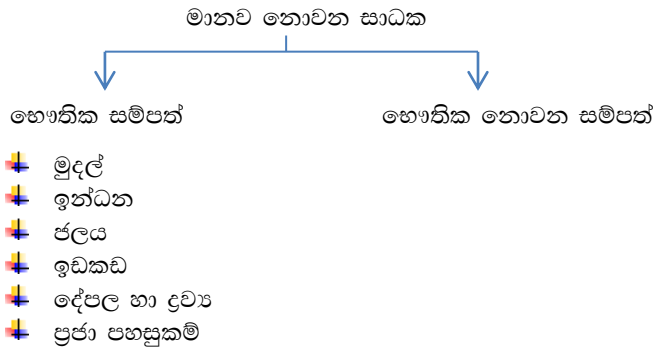 මානව නොවන සාධක
භෞතික සම්පත් භෞතික නොවන සම්පත්
මුදල්
ඉන්ධන
ජලය
ඉඩකඩ
දේපල හා ද්‍රව්‍ය
ප්‍රජා පහසුකම්